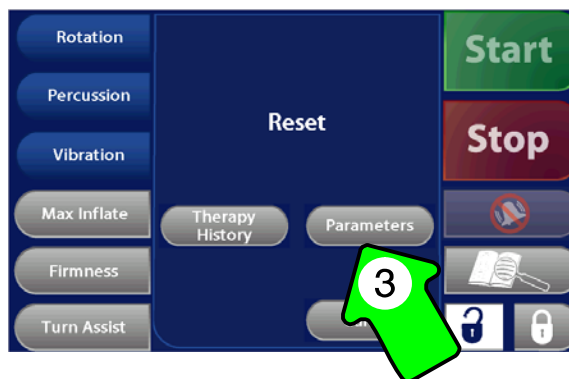 Rotation
Percussion
Vibration
Max Inflate
Firmness
Turn Assist
Reset
Therapy
History
Parameters
3
Start
Stop